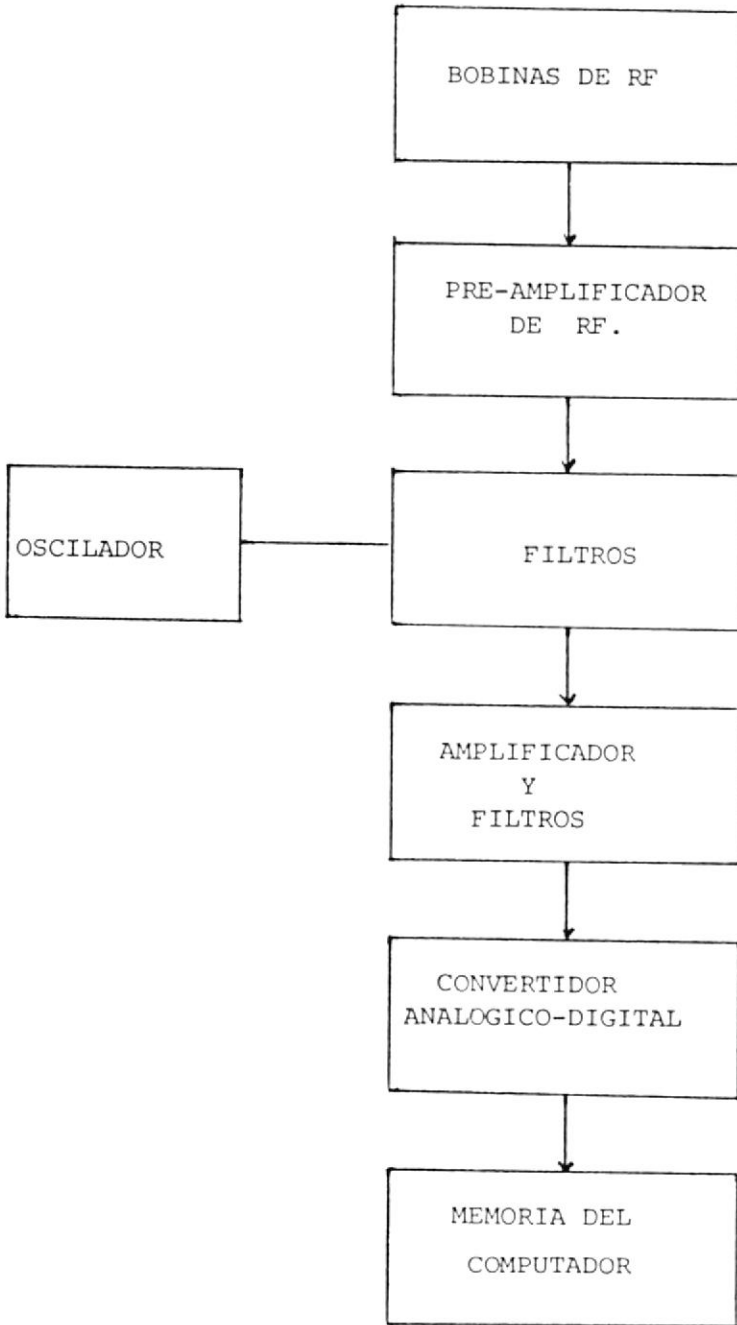 BOBINAS DE RF
PRE-AMPLIFICADOR
DE RF.
OSCILADOR
FILTROS
AMPLIFICADOR
Y
FILTROS
CONVERTIDOR
ANALOGICO-DIGITAL
MEMORIA DEL
COMPUTADOR